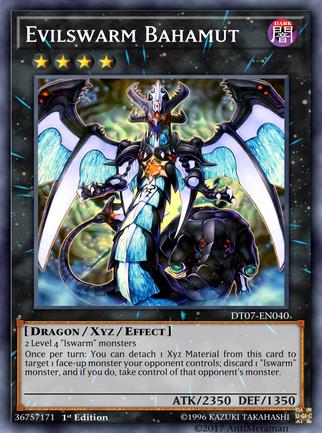 Evilswarm Bahamut
DARK
闇
DT07-EN040
[Dragon / Xyz / Effect]
2 Level 4 "lswarm" monsters
Once per turn: You can detach 1 Xyz Material from this card to
target 1 face-up monster your opponent controls; discard 1 "lswarm"
monster, and if you do, take control of that opponent's monster.
ATK/2350 DEF/1350
36757171 1st Edition ©1996 KAZUKI TAKAHASHI
©2017 AntiMetaman